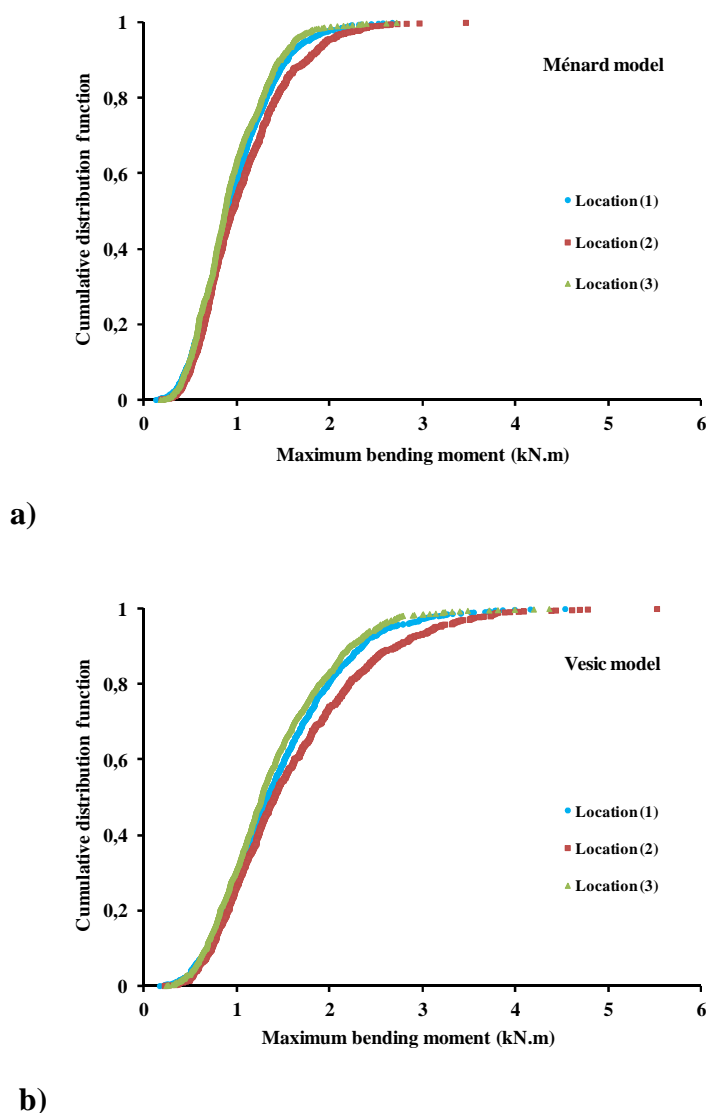 1
0,8
0,6
0,4
0,2
0
0 1 2 3 4 5 6
Cumulative distribution function
Maximum bending moment (kN.m)
Ménard model
Location (1)
Location (2)
Location (3)
a)
1
0,8
0,6
0,4
0,2
0
0 1 2 3 4 5 6
Cumulative distribution function
Maximum bending moment (kN.m)
Vesic model
Location (1)
Location (2)
Location (3)
b)